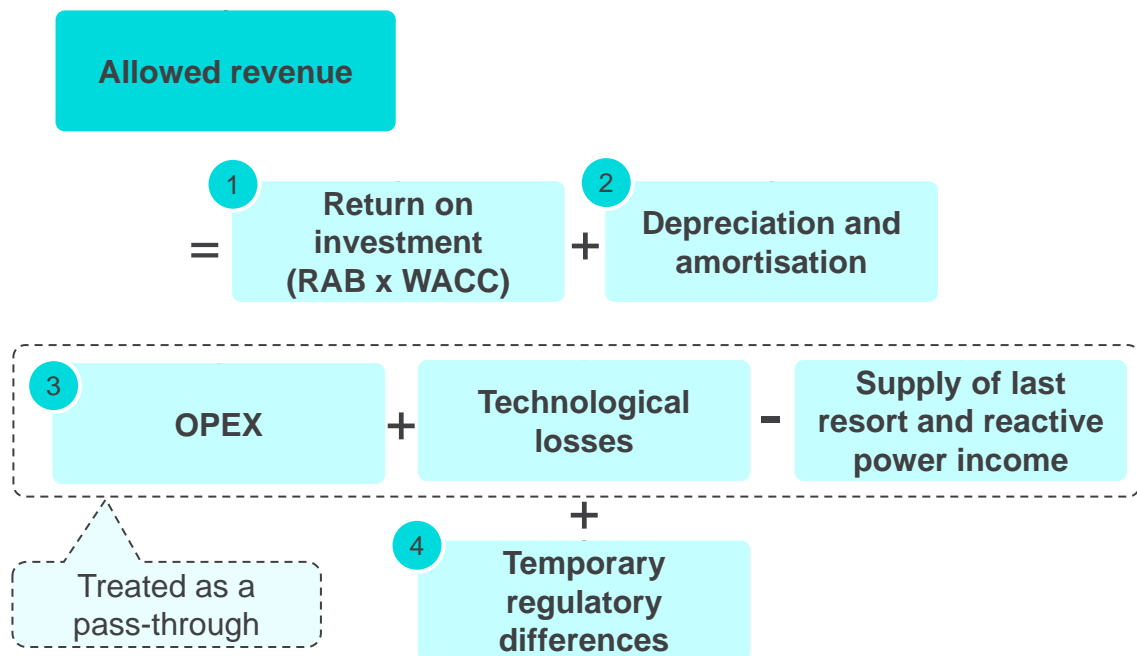 Allowed revenue
1
2
=
Return on
investment
(RAB x WACC)
+
Depreciation and
amortisation
3
OPEX
+
Technological
losses
-
Supply of last
resort and reactive
power income
+
4
Temporary
regulatory
differences
Treated as a
pass-through